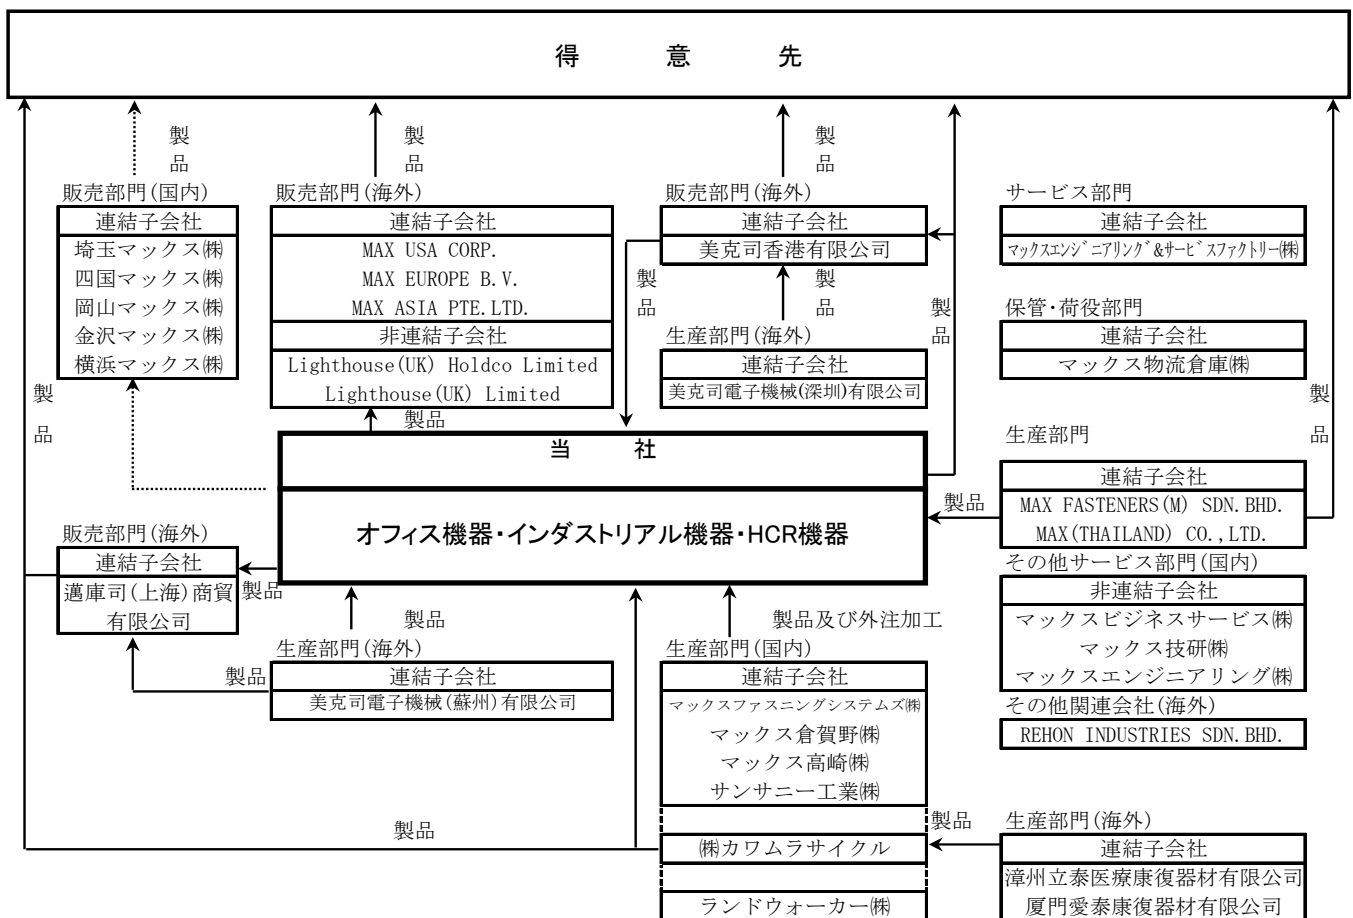 得意先
製品
製品
製品
販売部門(国内)
連結子会社
埼玉マックス㈱
四国マックス㈱
岡山マックス㈱
金沢マックス㈱
横浜マックス㈱
販売部門(海外)
連結子会社
MAX USA CORP.
MAX EUROPE B.V.
MAX ASIA PTE.LTD.
非連結子会社
Lighthouse(UK) Holdco Limited
Lighthouse(UK) Limited
製品
販売部門(海外)
連結子会社
美克司香港有限公司
製品
製品
製品
生産部門(海外)
連結子会社
美克司電子機械(深圳)有限公司
サービス部門
連結子会社
マックスエンジニアリング&サービスファクトリー㈱
保管・荷役部門
連結子会社
マックス物流倉庫㈱
製品
製品
当社
オフィス機器・インダストリアル機器・HCR機器
生産部門
連結子会社
MAX FASTENERS(M) SDN.BHD.
MAX(THAILAND) CO.,LTD.
製品
販売部門(海外)
連結子会社
邁庫司(上海)商貿
有限公司
製品
製品
製品及び外注加工
その他サービス部門(国内)
非連結子会社
マックスビジネスサービス㈱
マックス技研㈱
マックスエンジニアリング㈱
その他関連会社(海外)
REHON INDUSTRIES SDN.BHD.
製品
生産部門(海外)
連結子会社
美克司電子機械(蘇州)有限公司
生産部門(国内)
連結子会社
マックスファスニングシステムズ㈱
マックス倉賀野㈱
マックス高崎㈱
サンサニー工業㈱
製品
㈱カワムラサイクル
ランドウォーカー㈱
製品
生産部門(海外)
連結子会社
漳州立泰医療康復器材有限公司
厦門愛泰康復器材有限公司